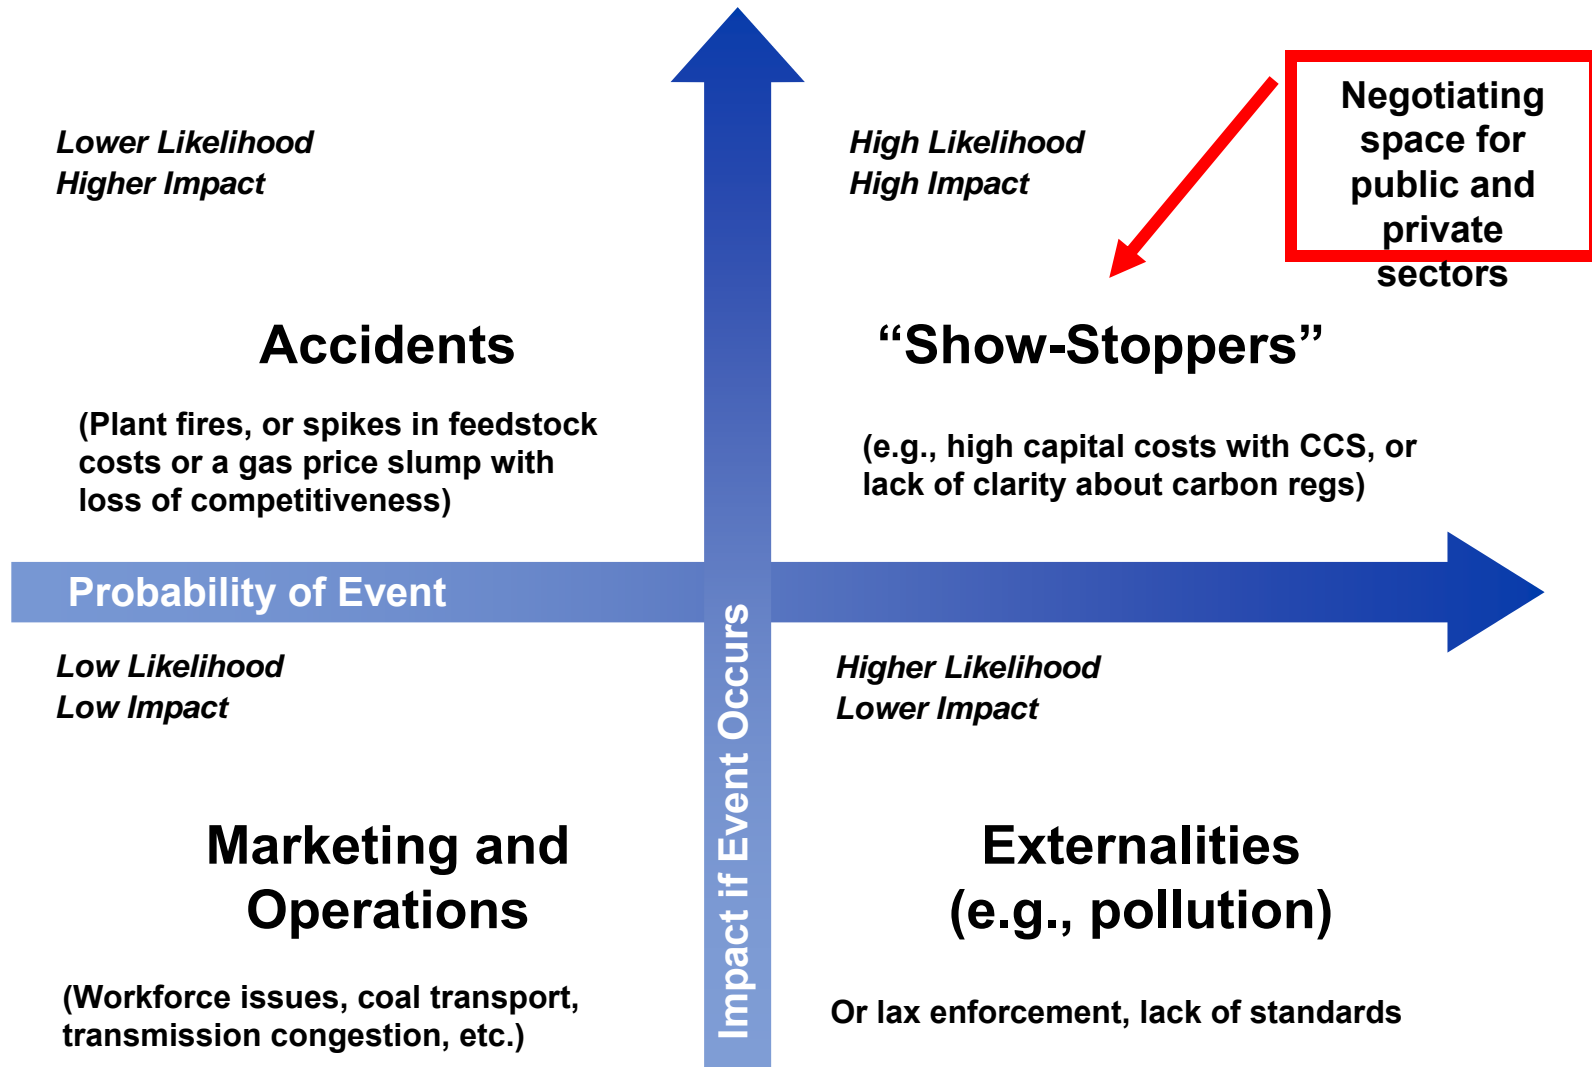 Lower Likelihood
Higher Impact
High Likelihood
High Impact
Negotiating
space for
public and
private
sectors
Accidents
(Plant fires, or spikes in feedstock
costs or a gas price slump with
loss of competitiveness)
“Show-Stoppers”
(e.g., high capital costs with CCS, or
lack of clarity about carbon regs)
Probability of Event
Impact if Event Occurs
Low Likelihood
Low Impact
Higher Likelihood
Lower Impact
Marketing and
Operations
(Workforce issues, coal transport,
transmission congestion, etc.)
Externalities
(e.g., pollution)
Or lax enforcement, lack of standards